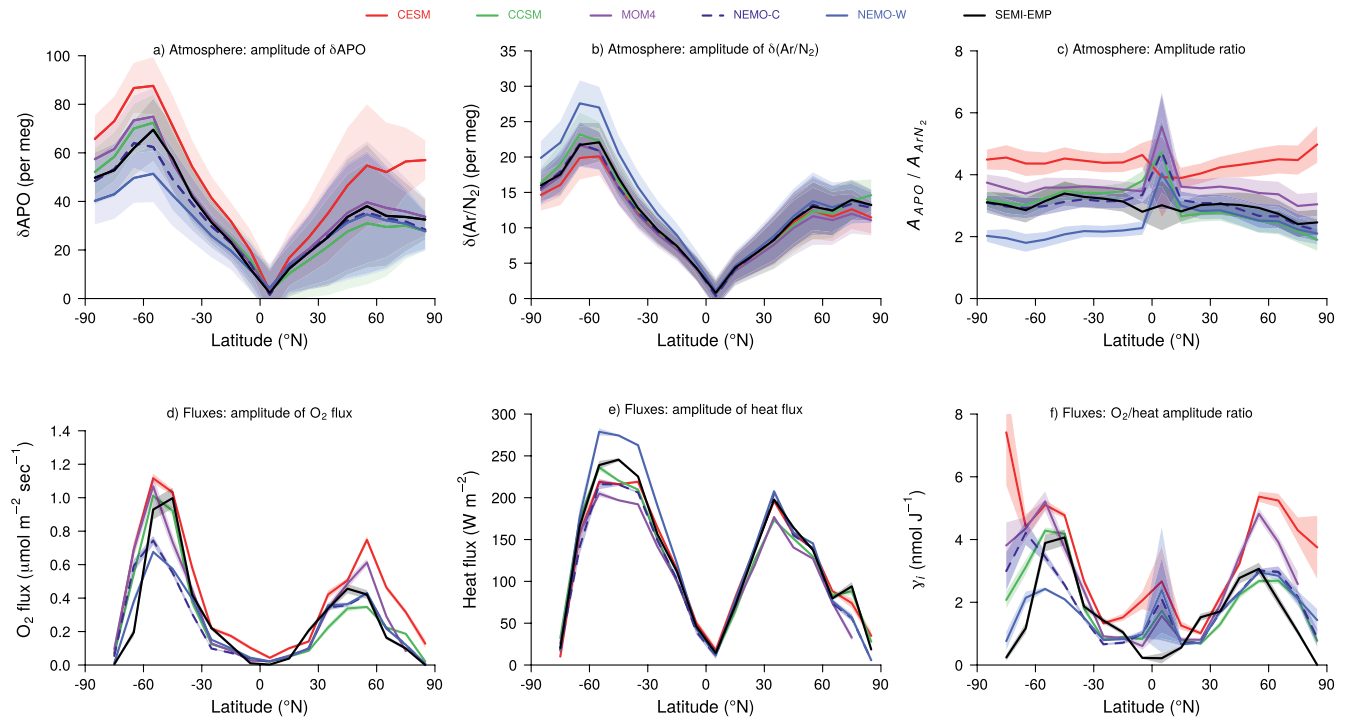 CESM CCSM MOM4 NEMO-C NEMO-W SEMI-EMP
a) Atmosphere: amplitude of δAPO
δAPO (per meg)
100
80
60
40
20
0
-90 -60 -30 0 30 60 90
Latitude (°N)
b) Atmosphere: amplitude of δ(Ar/N₂)
δ(Ar/N₂) (per meg)
35
30
25
20
15
10
5
0
-90 -60 -30 0 30 60 90
Latitude (°N)
c) Atmosphere: Amplitude ratio
A_APO / A_ArN₂
8
6
4
2
0
-90 -60 -30 0 30 60 90
Latitude (°N)
d) Fluxes: amplitude of O₂ flux
O₂ flux (μmol m⁻² sec⁻¹)
1.4
1.2
1.0
0.8
0.6
0.4
0.2
0.0
-90 -60 -30 0 30 60 90
Latitude (°N)
e) Fluxes: amplitude of heat flux
Heat flux (W m⁻²)
300
250
200
150
100
50
0
-90 -60 -30 0 30 60 90
Latitude (°N)
f) Fluxes: O₂/heat amplitude ratio
γᵢ (nmol J⁻¹)
8
6
4
2
0
-90 -60 -30 0 30 60 90
Latitude (°N)